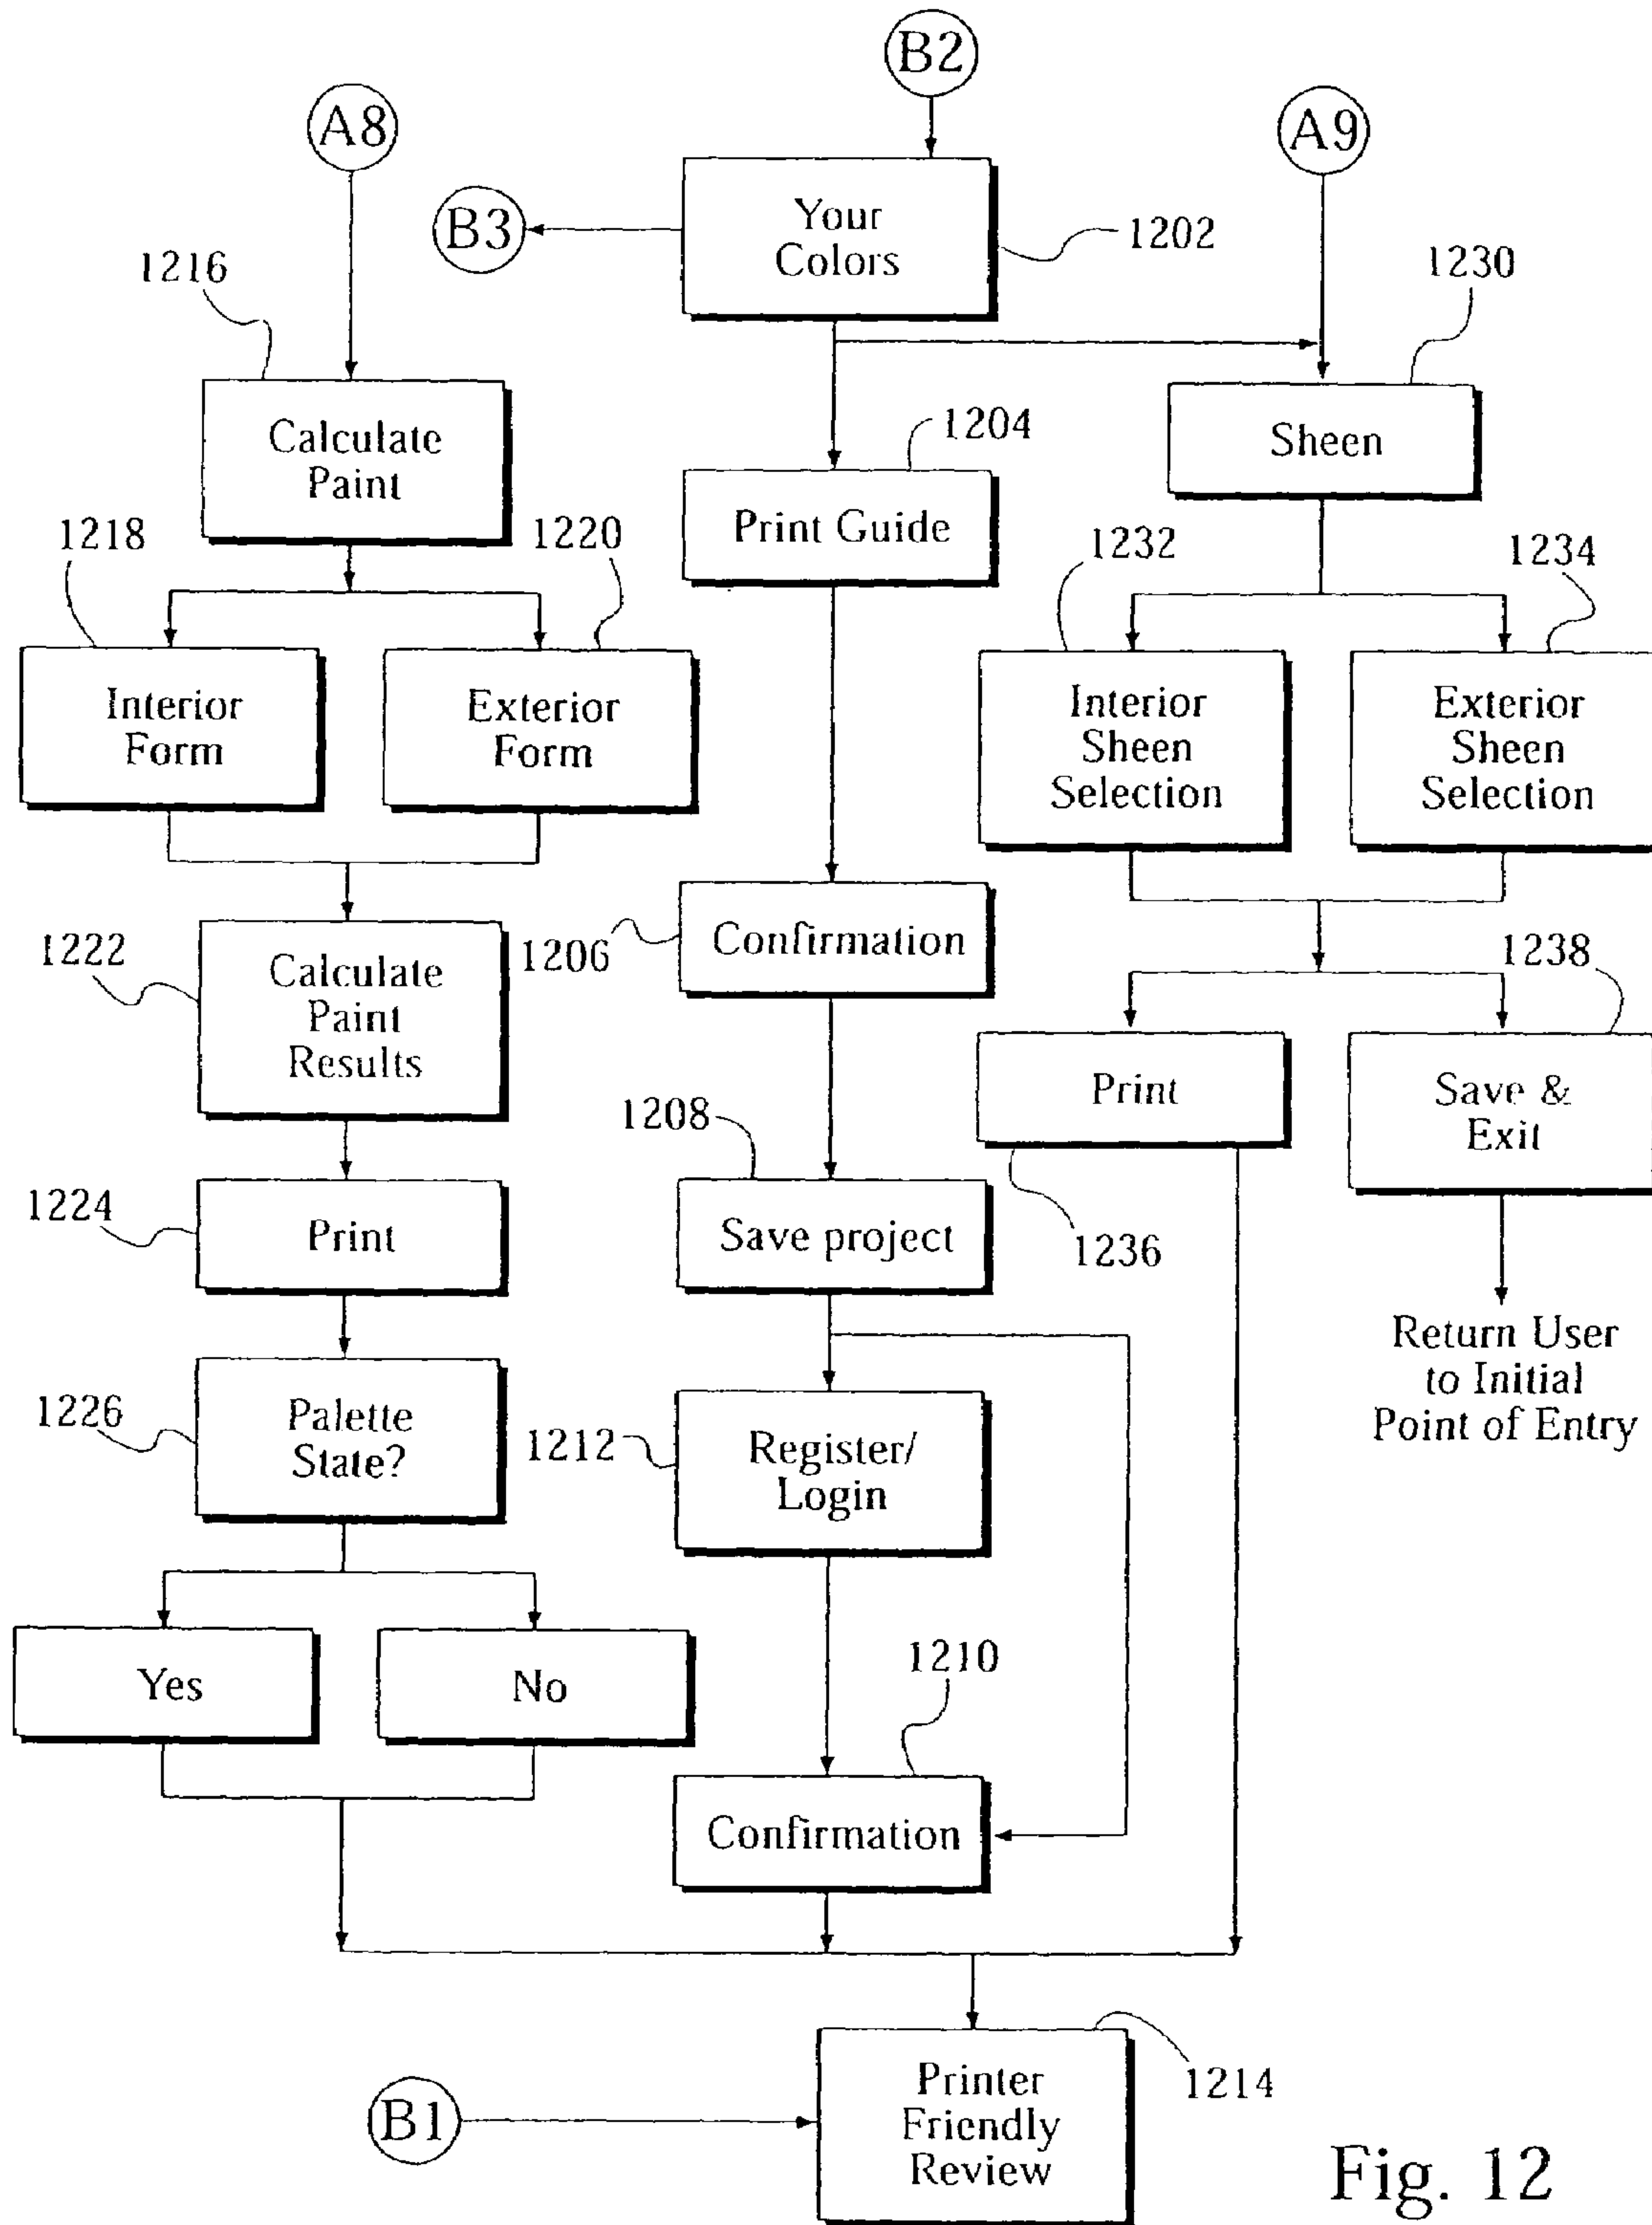 B2
A8
A9
B3
Your
Colors
1202
1216
1230
Calculate
Paint
1204
Sheen
Print Guide
1218
1220
1232
1234
Interior
Form
Exterior
Form
Interior
Sheen
Selection
Exterior
Sheen
Selection
1222
1206
Confirmation
1238
Calculate
Paint
Results
Print
Save &
Exit
1208
1224
Print
Save project
1236
Return User
to Initial
Point of Entry
1226
Palette
State?
1212
Register/
Login
Yes
No
1210
Confirmation
1214
Printer
Friendly
Review
B1
Fig. 12